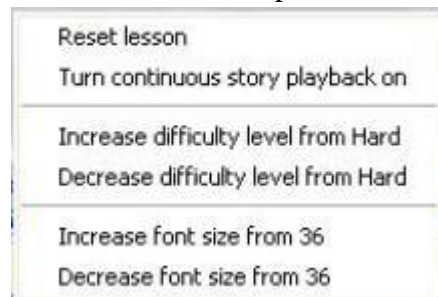 Reset lesson
Turn continuous story playback on
Increase difficulty level from Hard
Decrease difficulty level from Hard
Increase font size from 36
Decrease font size from 36